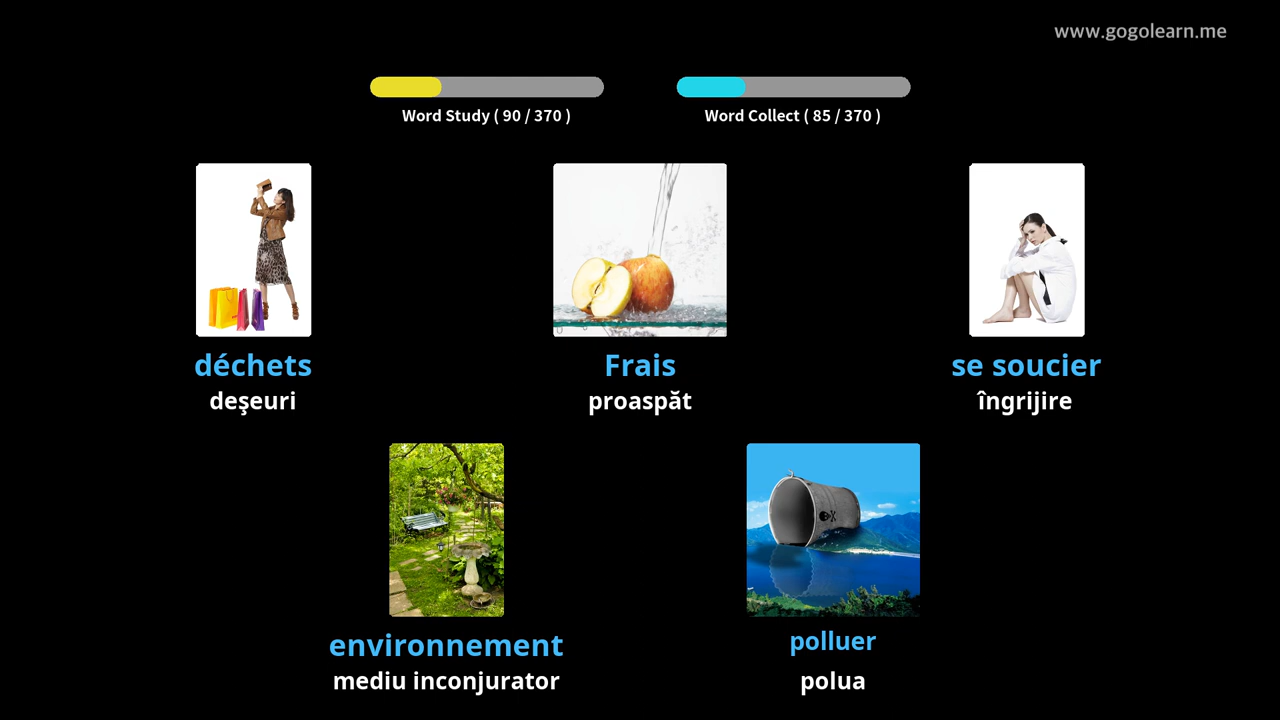 www.gogolearn.me
Word Study ( 90 / 370 )
Word Collect ( 85 / 370 )
déchets
deşeuri
Frais
proaspăt
se soucier
îngrijire
environnement
mediu inconjurator
polluer
polua